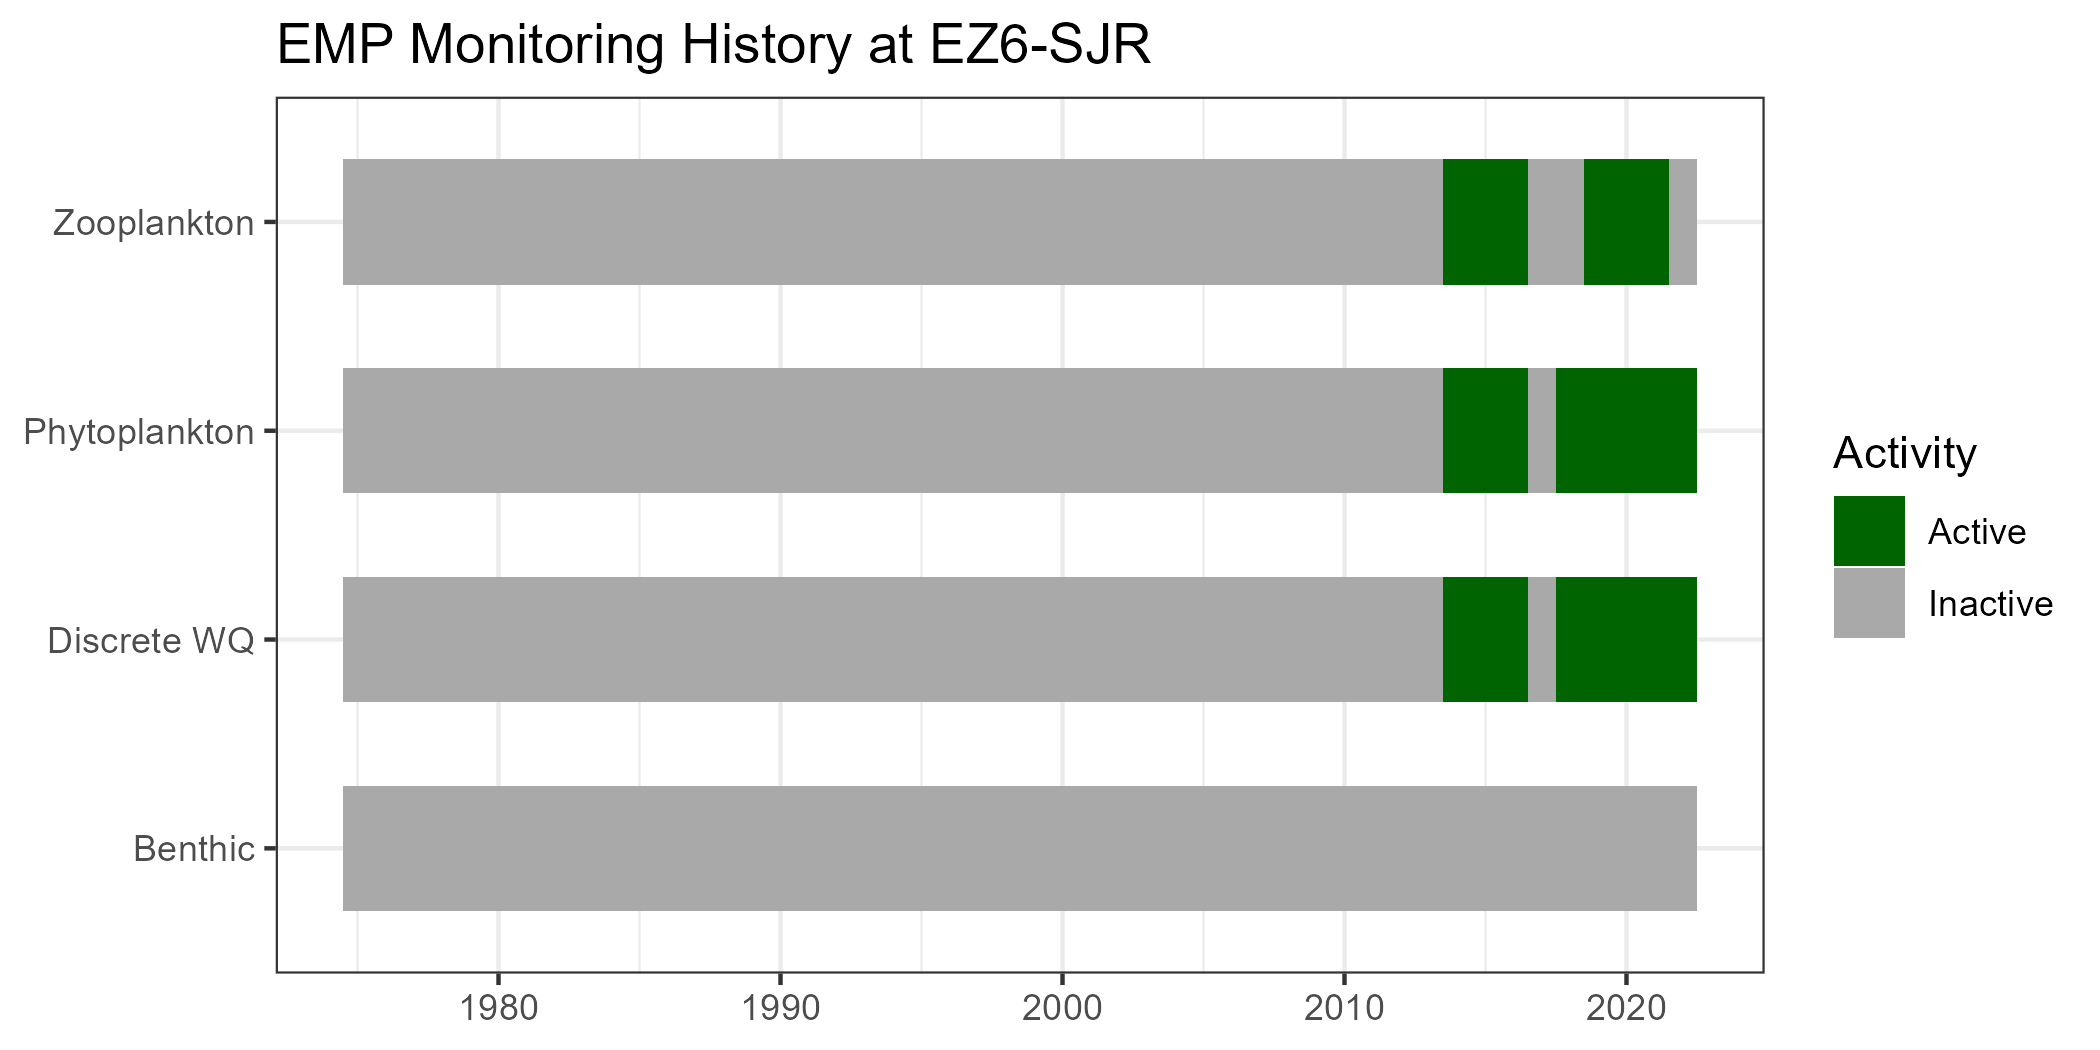 EMP Monitoring History at EZ6-SJR
Zooplankton
Phytoplankton
Discrete WQ
Benthic
1980 1990 2000 2010 2020
Activity
Active
Inactive